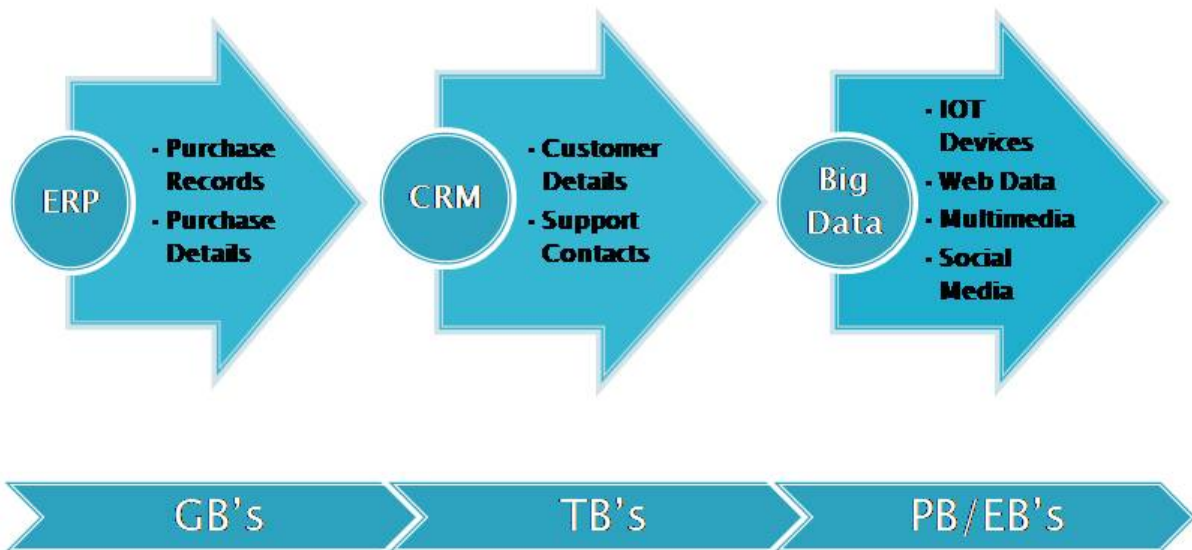 ERP
- Purchase
Records
- Purchase
Details
CRM
- Customer
Details
- Support
Contacts
Big
Data
- IOT
Devices
- Web Data
- Multimedia
- Social
Media
GB's
TB's
PB/EB's